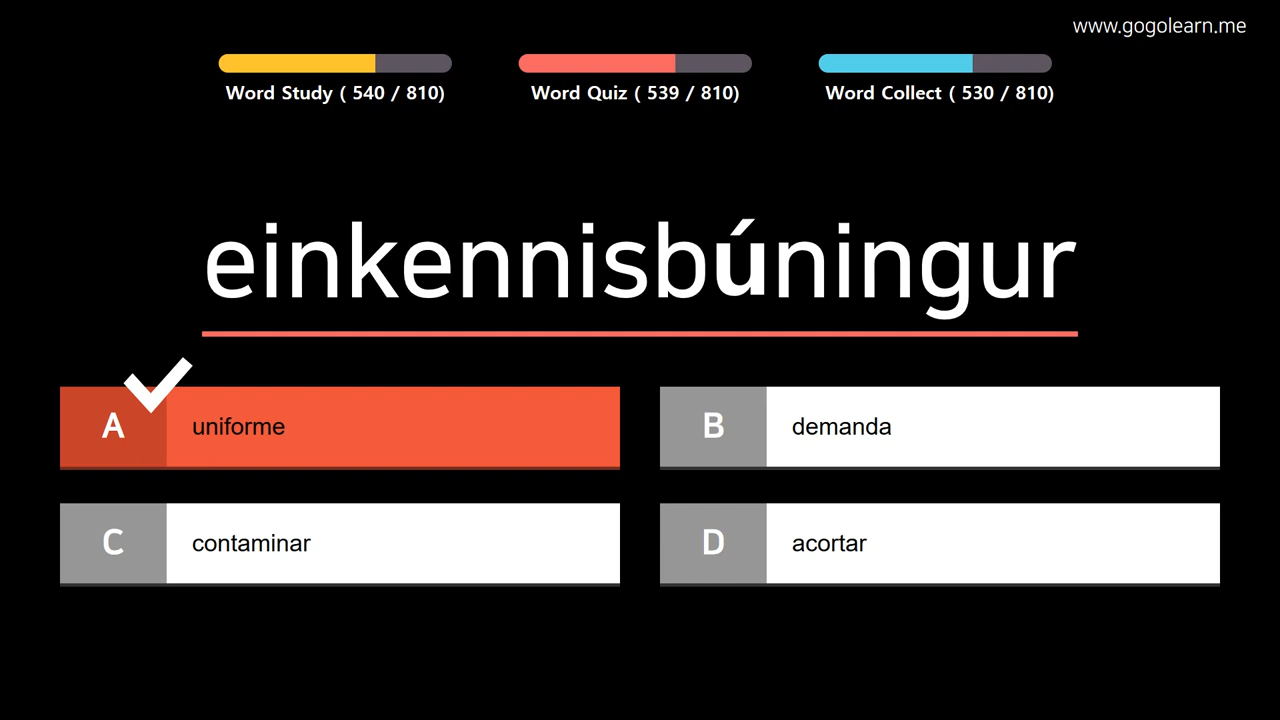 www.gogolearn.me
Word Study ( 540 / 810)
Word Quiz ( 539 / 810)
Word Collect ( 530 / 810)
einkennisbúningur
A uniforme
B demanda
C contaminar
D acortar